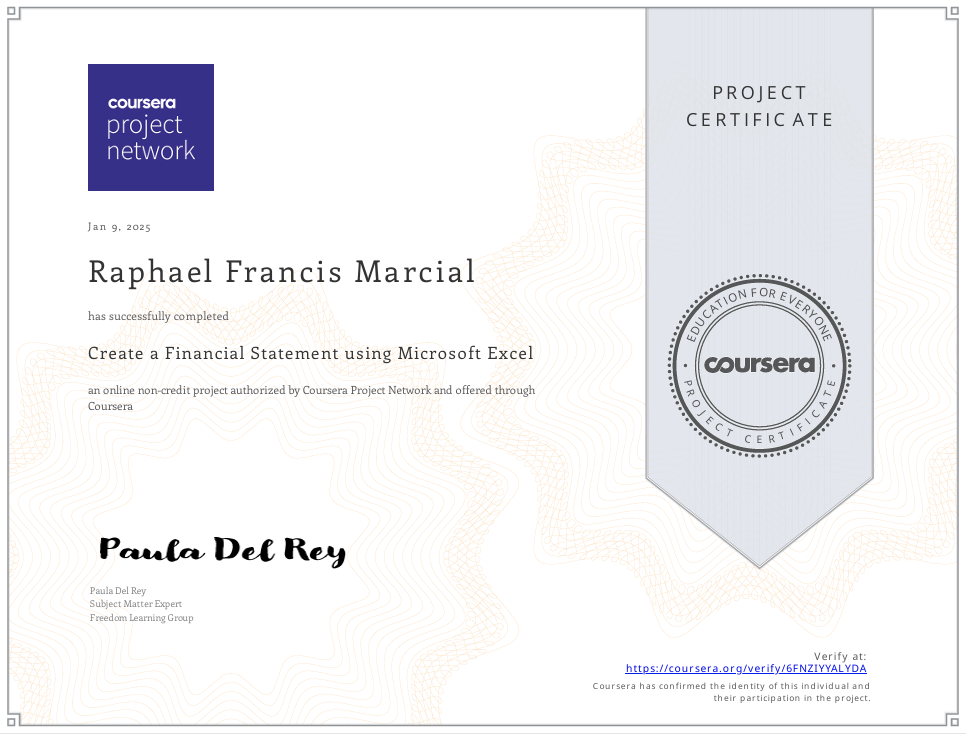 coursera
project
network
PROJECT
CERTIFICATE
Jan 9, 2025
Raphael Francis Marcial
has successfully completed
Create a Financial Statement using Microsoft Excel
an online non-credit project authorized by Coursera Project Network and offered through
Coursera
EDUCATION FOR EVERYONE
coursera
PROJECT CERTIFICATE
Paula Del Rey
Paula Del Rey
Subject Matter Expert
Freedom Learning Group
Verify at:
https://coursera.org/verify/6FNZIYYALYDA
Coursera has confirmed the identity of this individual and
their participation in the project.